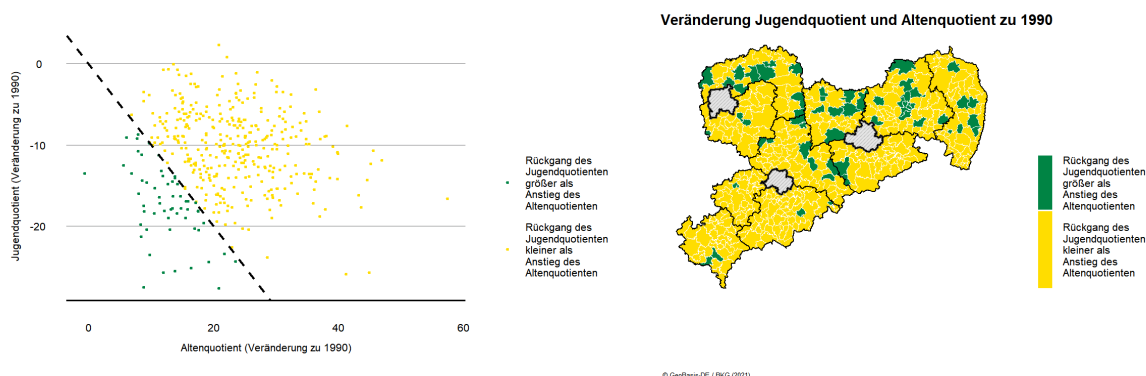 Veränderung Jugendquotient und Altenquotient zu 1990
0
-10
-20
Jugendquotient (Veränderung zu 1990)
0
20
40
60
Altenquotient (Veränderung zu 1990)
Rückgang des
Jugendquotienten
größer als
Anstieg des
Altenquotienten
Rückgang des
Jugendquotienten
kleiner als
Anstieg des
Altenquotienten
Rückgang des
Jugendquotienten
größer als
Anstieg des
Altenquotienten
Rückgang des
Jugendquotienten
kleiner als
Anstieg des
Altenquotienten
© GeoBasis-DE / BKG (2021)